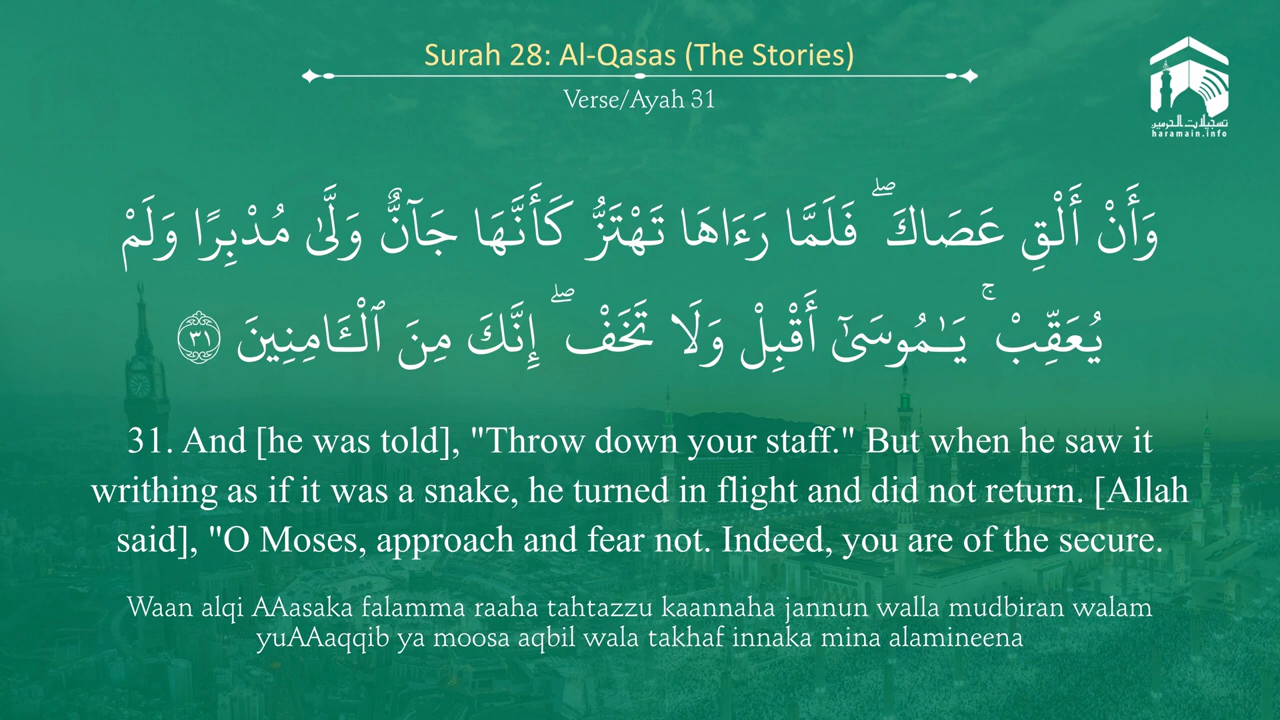 Surah 28: Al-Qasas (The Stories)
Verse/Ayah 31
تسجيلات الحرمين
haramain.info
وَأَنْ أَلْقِ عَصَاكَ ۖ فَلَمَّا رَءَاهَا تَهْتَزُّ كَأَنَّهَا جَآنٌّ وَلَّىٰ مُدْبِرًا وَلَمْ
يُعَقِّبْ ۚ يَـٰمُوسَىٰٓ أَقْبِلْ وَلَا تَخَفْ ۖ إِنَّكَ مِنَ ٱلْـَٔامِنِينَ ٣١
31. And [he was told], "Throw down your staff." But when he saw it
writhing as if it was a snake, he turned in flight and did not return. [Allah
said], "O Moses, approach and fear not. Indeed, you are of the secure.
Waan alqi AAasaka falamma raaha tahtazzu kaannaha jannun walla mudbiran walam
yuAAaqqib ya moosa aqbil wala takhaf innaka mina alamineena